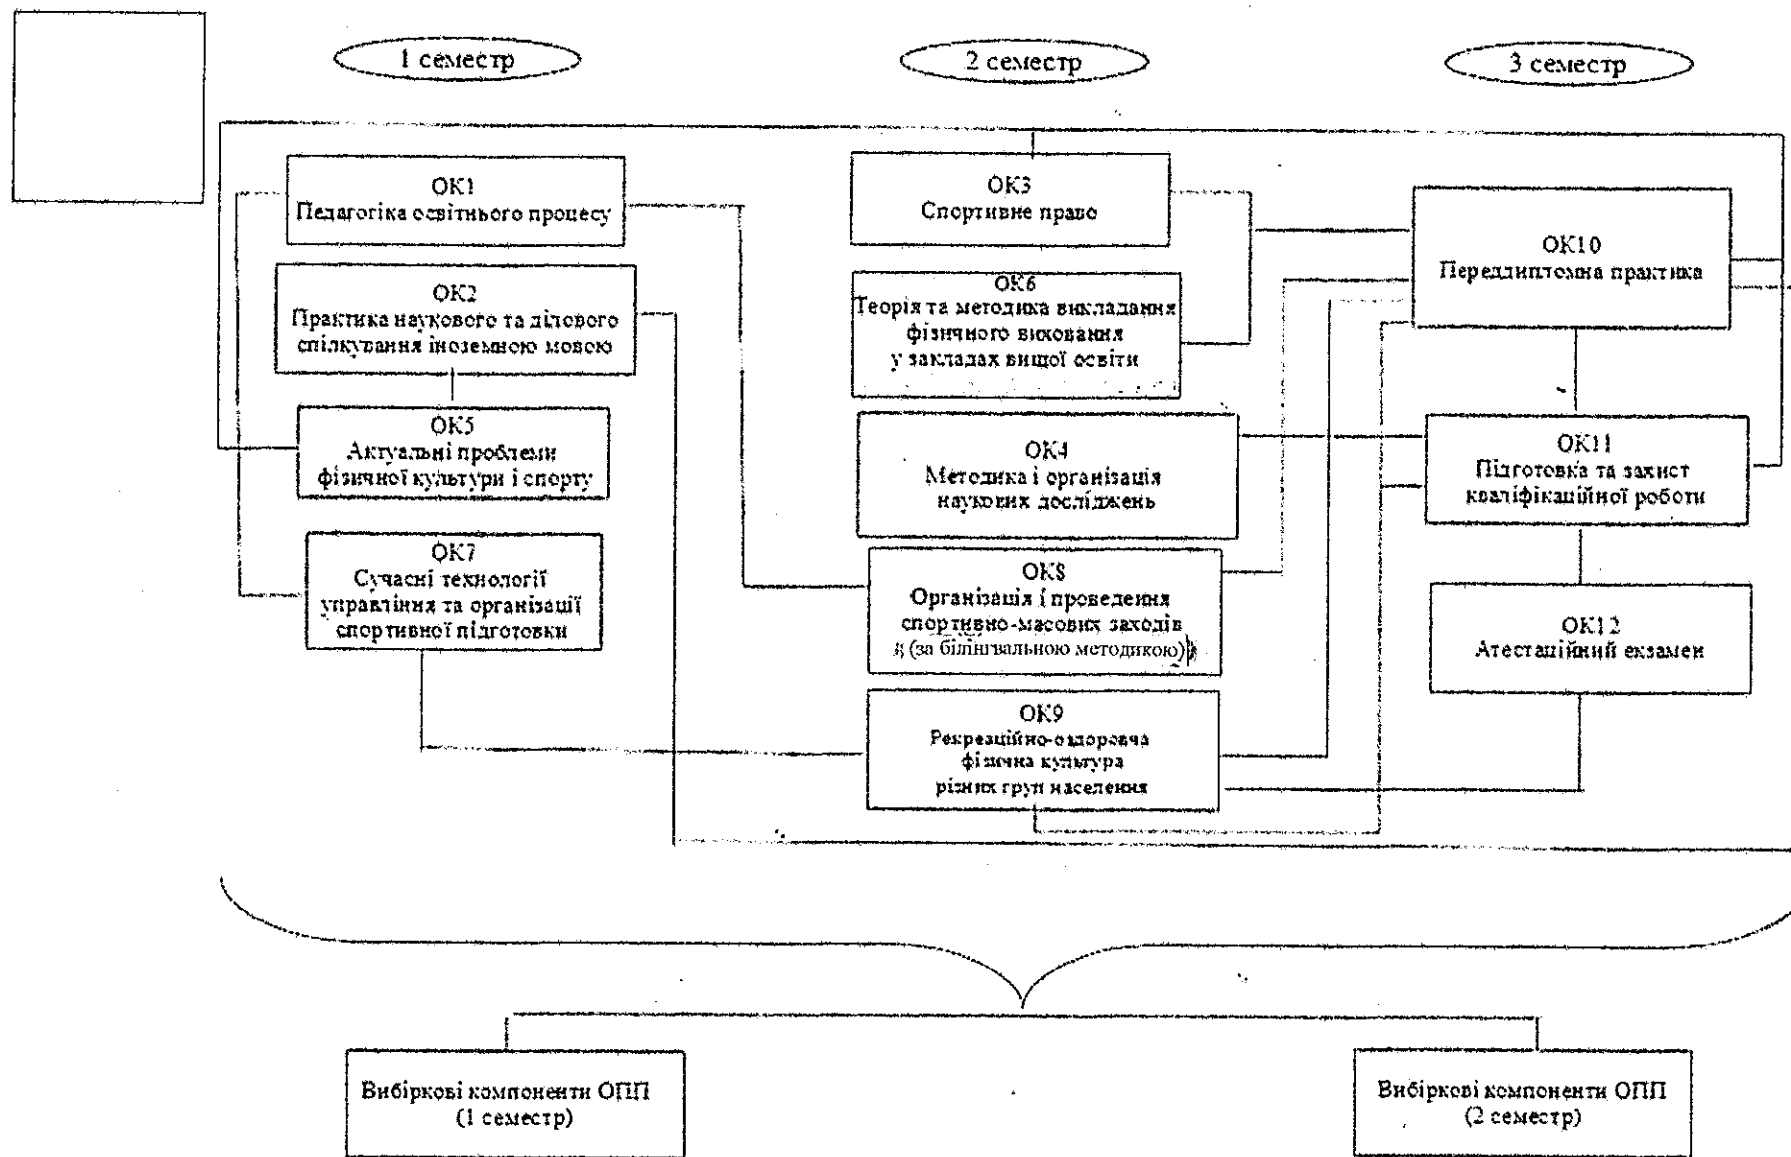 1 семестр
2 семестр
3 семестр
ОК1
Педагогіка освітнього процесу
ОК2
Практика наукового та ділового
спілкування іноземною мовою
ОК5
Актуальні проблеми
фізичної культури і спорту
ОК7
Сучасні технології
управління та організації
спортивної підготовки
ОК3
Спортивне право
ОК6
Теорія та методика викладання
фізичного виховання
у закладах вищої освіти
ОК4
Методика і організація
наукових досліджень
ОК8
Організація і проведення
спортивно-масових заходів
(за білінгвальною методикою)
ОК9
Рекреаційно-оздоровча
фізична культура
різних груп населення
ОК10
Переддипломна практика
ОК11
Підготовка та захист
кваліфікаційної роботи
ОК12
Атестаційний екзамен
Вибіркові компоненти ОПП
(1 семестр)
Вибіркові компоненти ОПП
(2 семестр)